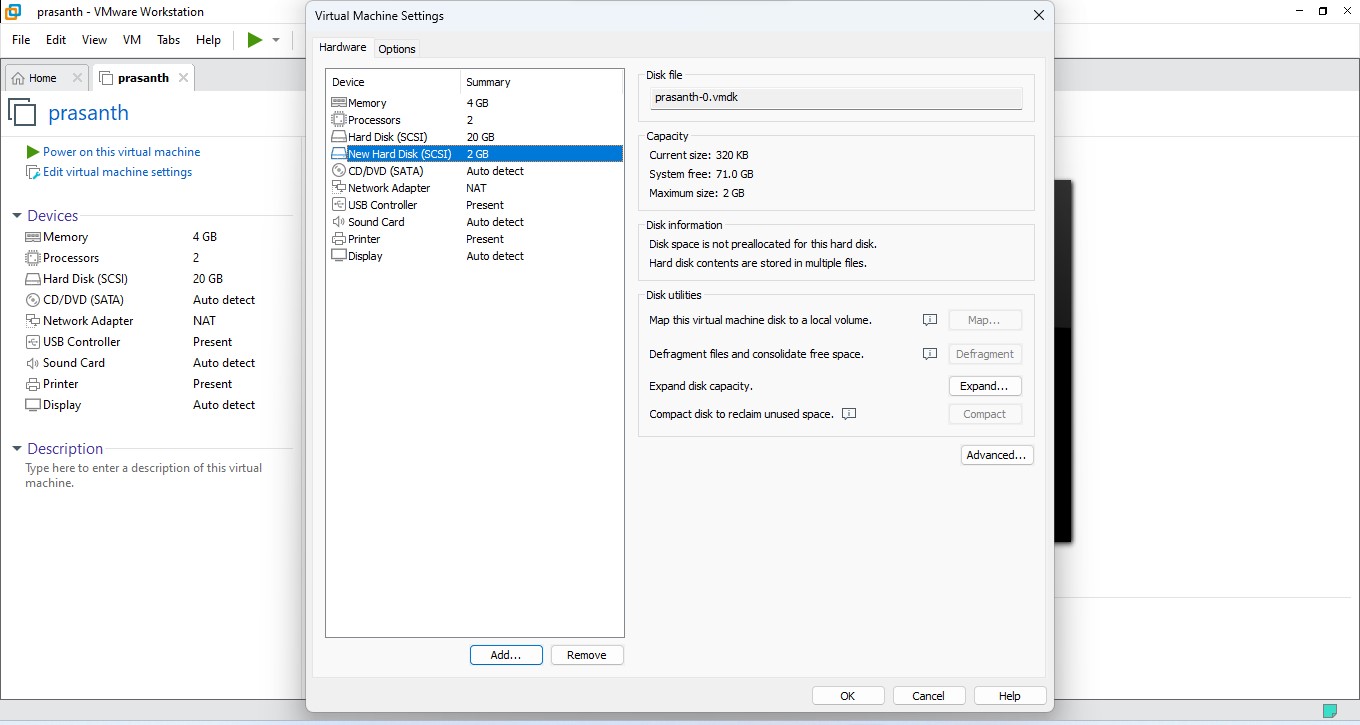 prasanth - VMware Workstation
File Edit View VM Tabs Help
Home
prasanth
prasanth
Power on this virtual machine
Edit virtual machine settings
Devices
Memory 4 GB
Processors 2
Hard Disk (SCSI) 20 GB
CD/DVD (SATA) Auto detect
Network Adapter NAT
USB Controller Present
Sound Card Auto detect
Printer Present
Display Auto detect
Description
Type here to enter a description of this virtual
machine.
Virtual Machine Settings
Hardware Options
Device Summary
Memory 4 GB
Processors 2
Hard Disk (SCSI) 20 GB
New Hard Disk (SCSI) 2 GB
CD/DVD (SATA) Auto detect
Network Adapter NAT
USB Controller Present
Sound Card Auto detect
Printer Present
Display Auto detect
Add... Remove
Disk file
prasanth-0.vmdk
Capacity
Current size: 320 KB
System free: 71.0 GB
Maximum size: 2 GB
Disk information
Disk space is not preallocated for this hard disk.
Hard disk contents are stored in multiple files.
Disk utilities
Map this virtual machine disk to a local volume. Map...
Defragment files and consolidate free space. Defragment
Expand disk capacity. Expand...
Compact disk to reclaim unused space. Compact
Advanced...
OK Cancel Help